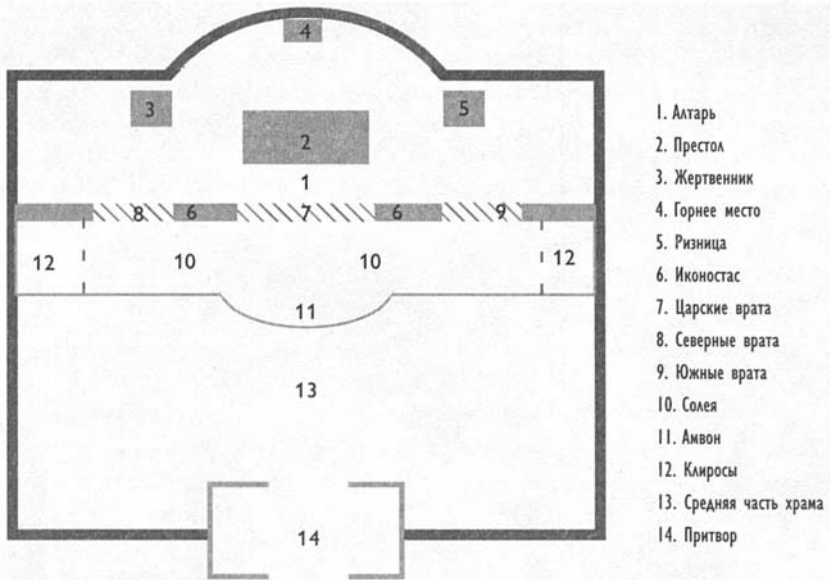 4
3
5
2
1
8 6 7 6 9
12 10 10 12
11
13
14
1. Алтарь
2. Престол
3. Жертвенник
4. Горнее место
5. Ризница
6. Иконостас
7. Царские врата
8. Северные врата
9. Южные врата
10. Солея
11. Амвон
12. Клиросы
13. Средняя часть храма
14. Притвор